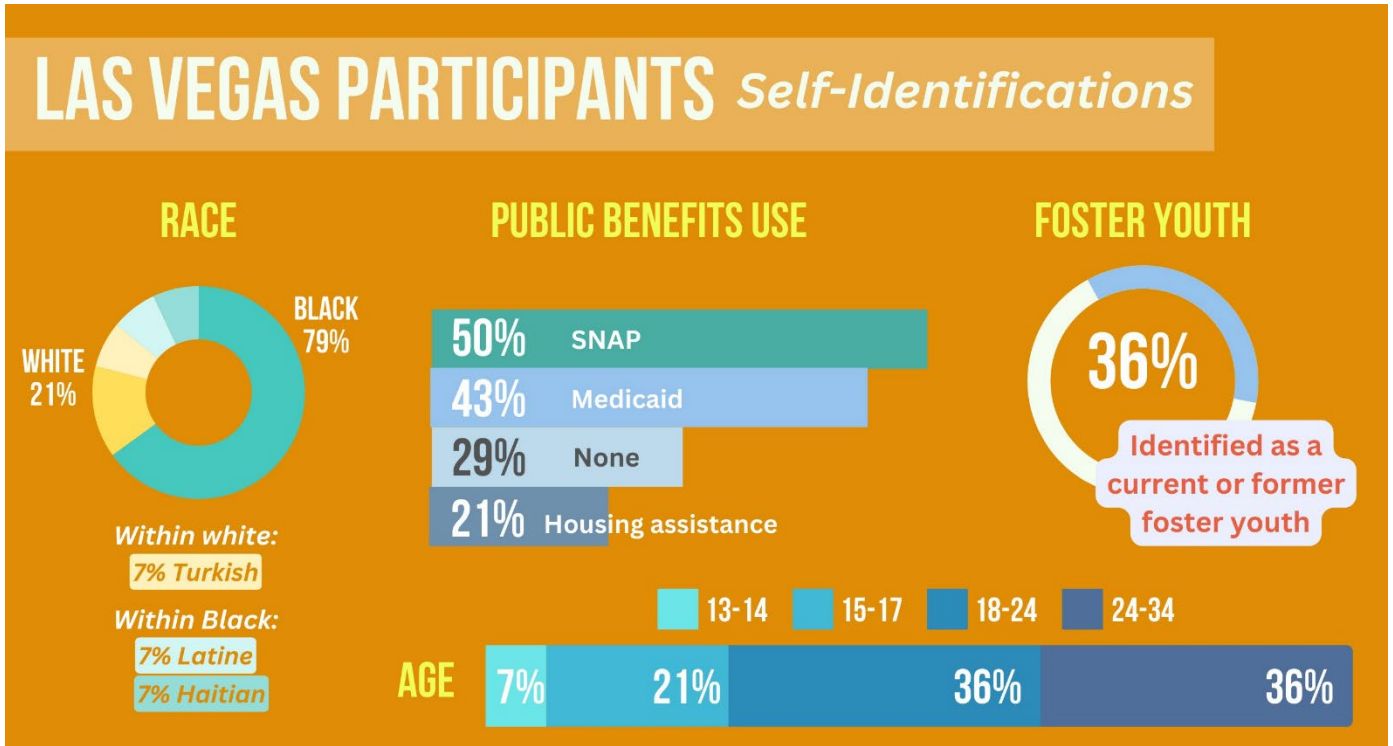 LAS VEGAS PARTICIPANTS Self-Identifications
RACE
BLACK
79%
WHITE
21%
Within white:
7% Turkish
Within Black:
7% Latine
7% Haitian
PUBLIC BENEFITS USE
50% SNAP
43% Medicaid
29% None
21% Housing assistance
FOSTER YOUTH
36%
Identified as a
current or former
foster youth
13-14 15-17 18-24 24-34
AGE 7% 21% 36% 36%